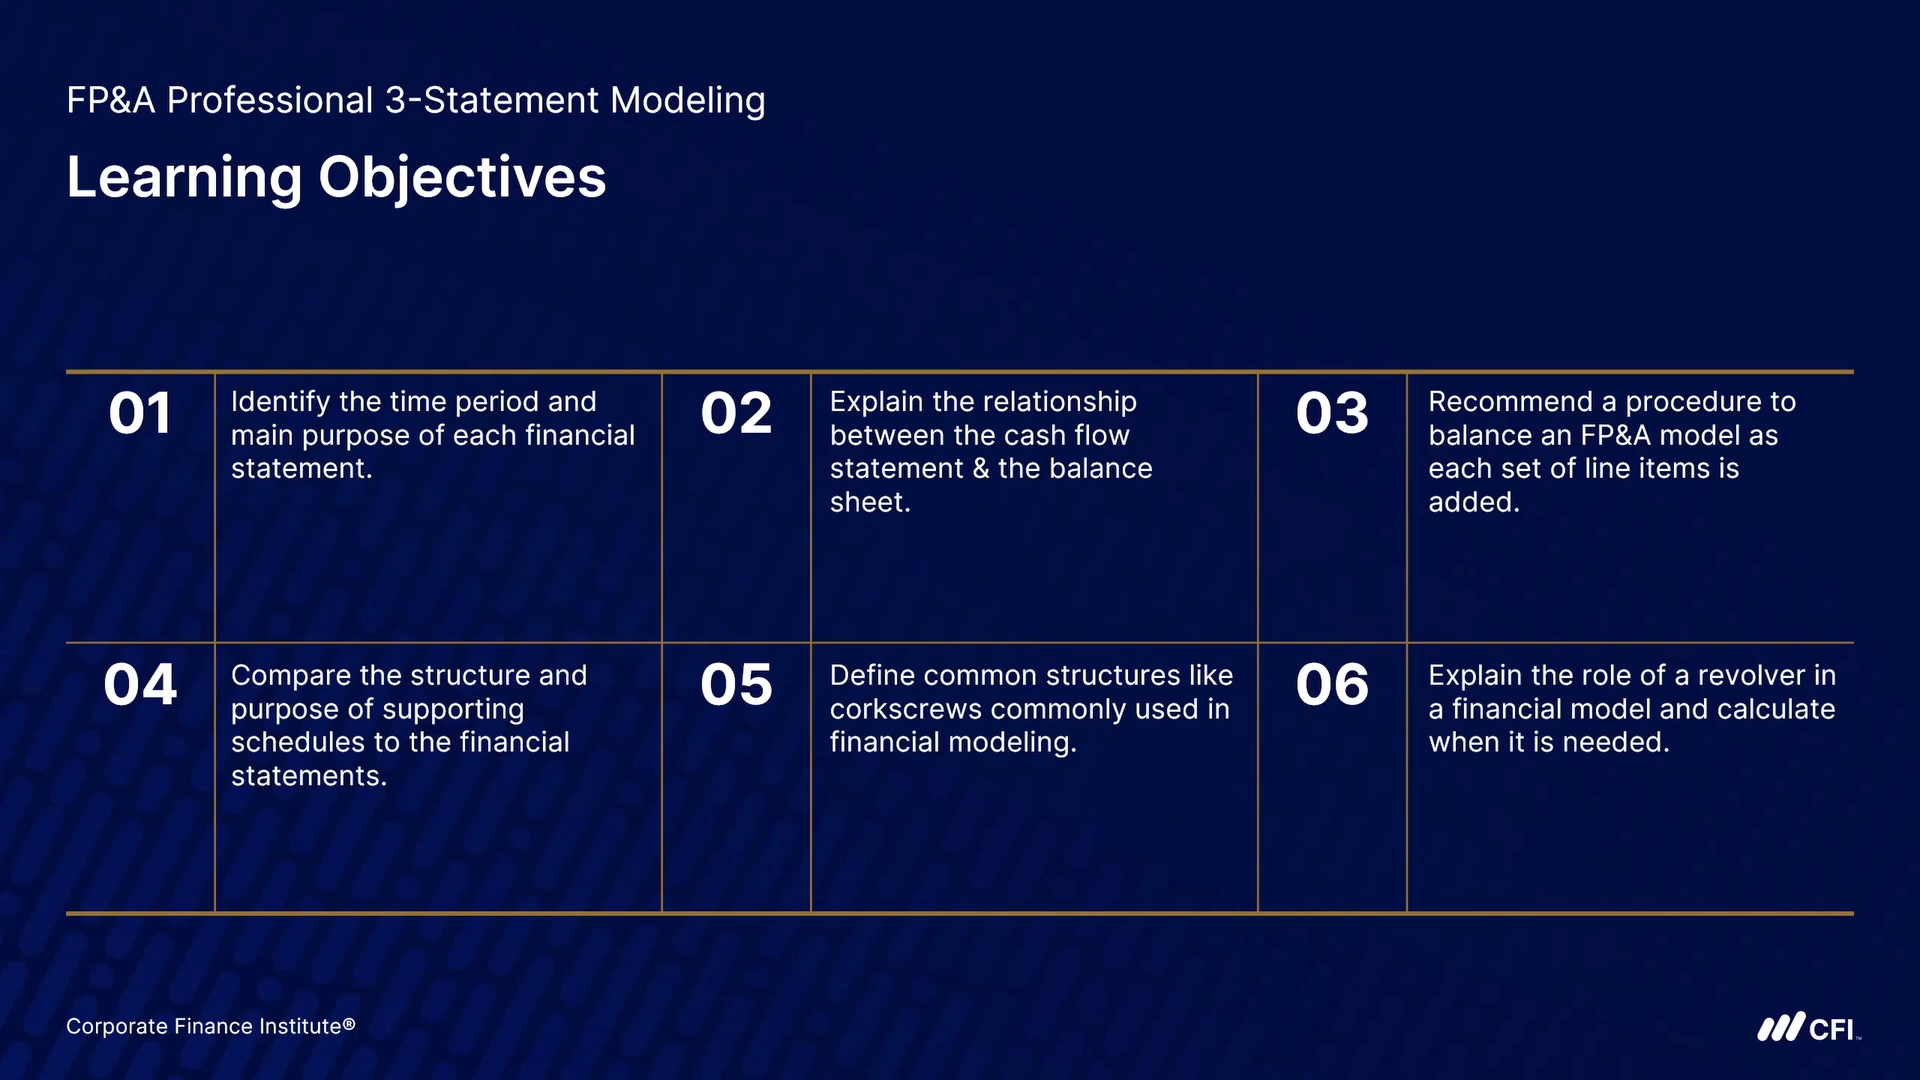 FP&A Professional 3-Statement Modeling
Learning Objectives
01
Identify the time period and
main purpose of each financial
statement.
02
Explain the relationship
between the cash flow
statement & the balance
sheet.
03
Recommend a procedure to
balance an FP&A model as
each set of line items is
added.
04
Compare the structure and
purpose of supporting
schedules to the financial
statements.
05
Define common structures like
corkscrews commonly used in
financial modeling.
06
Explain the role of a revolver in
a financial model and calculate
when it is needed.
Corporate Finance Institute®
CFI™